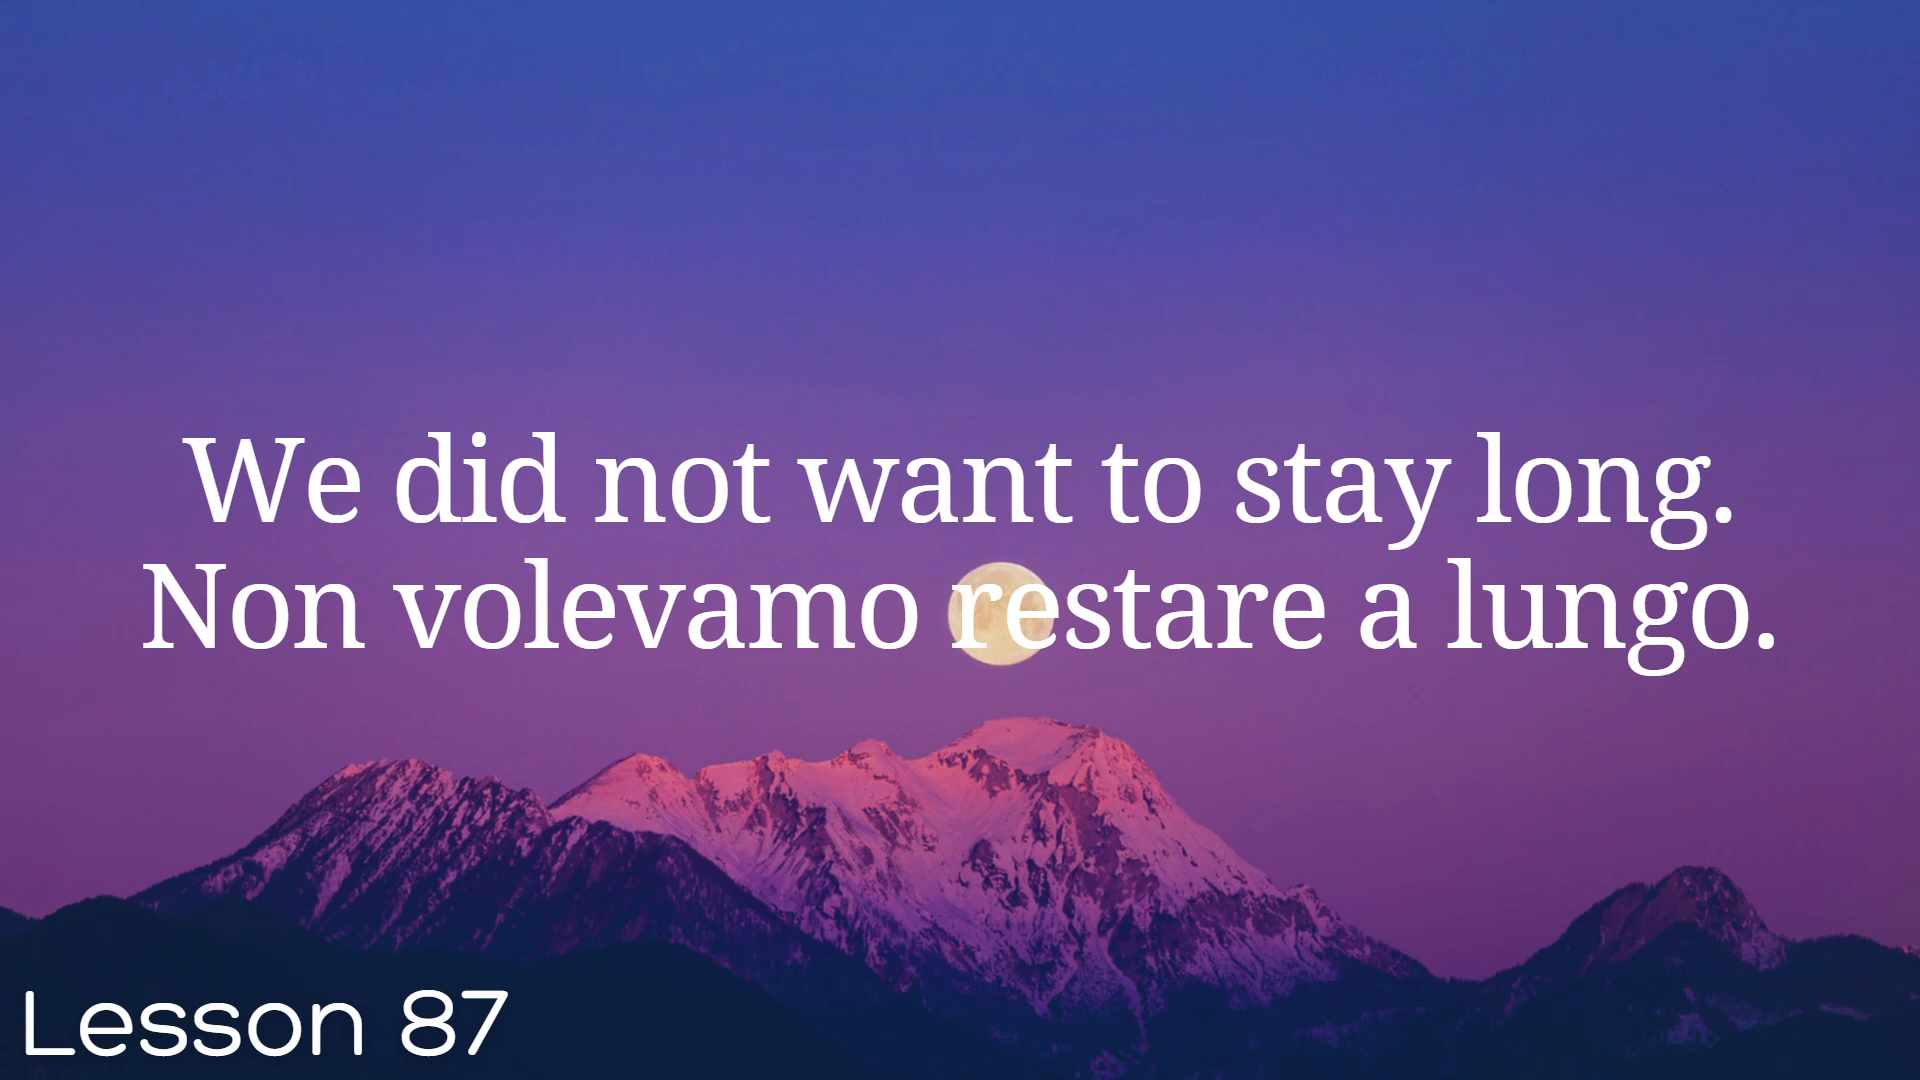 We did not want to stay long.
Non volevamo restare a lungo.
Lesson 87